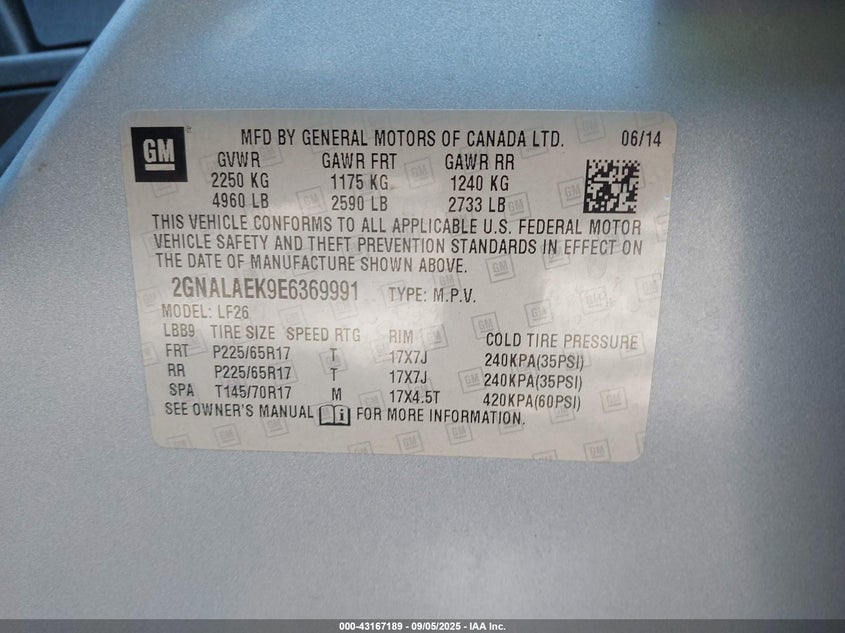 GM
MFD BY GENERAL MOTORS OF CANADA LTD. 06/14
GVWR GAWR FRT GAWR RR
2250 KG 1175 KG 1240 KG
4960 LB 2590 LB 2733 LB
THIS VEHICLE CONFORMS TO ALL APPLICABLE U.S. FEDERAL MOTOR
VEHICLE SAFETY AND THEFT PREVENTION STANDARDS IN EFFECT ON
THE DATE OF MANUFACTURE SHOWN ABOVE.
2GNALAEK9E6369991 TYPE: M.P.V.
MODEL: LF26
LBB9 TIRE SIZE SPEED RTG RIM COLD TIRE PRESSURE
FRT P225/65R17 T 17X7J 240KPA(35PSI)
RR P225/65R17 T 17X7J 240KPA(35PSI)
SPA T145/70R17 M 17X4.5T 420KPA(60PSI)
SEE OWNER'S MANUAL FOR MORE INFORMATION.
000-43167189 - 09/05/2025 - IAA Inc.